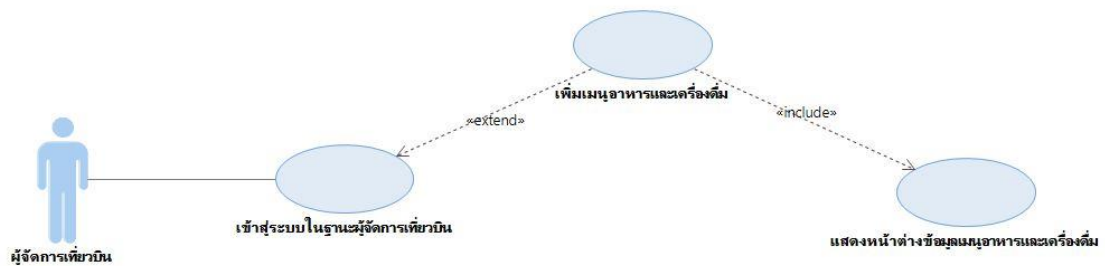 เพิ่มเมนูอาหารและเครื่องดื่ม
«extend»
«include»
เข้าสู่ระบบในฐานะผู้จัดการเที่ยวบิน
แสดงหน้าต่างข้อมูลเมนูอาหารและเครื่องดื่ม
ผู้จัดการเที่ยวบิน